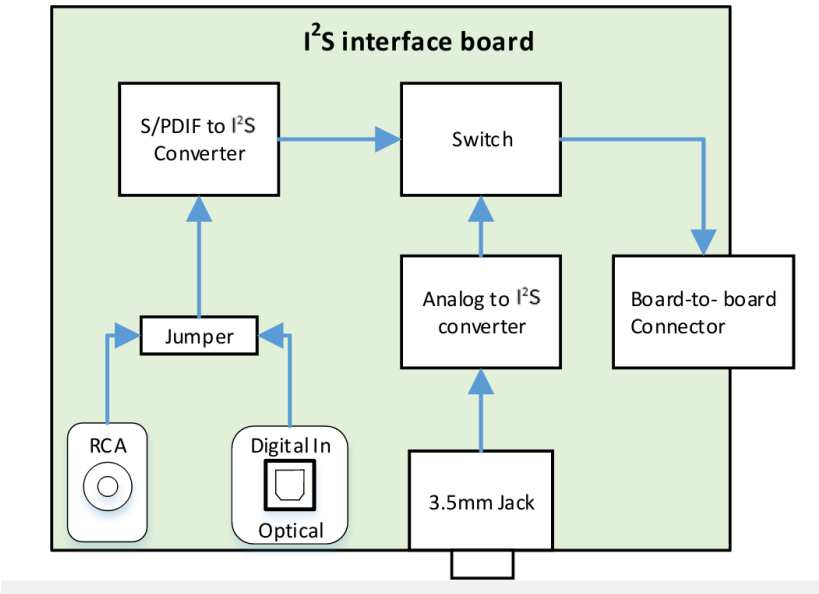 I²S interface board
S/PDIF to I²S
Converter
Switch
Analog to I²S
converter
Board-to- board
Connector
Jumper
RCA
Digital In
Optical
3.5mm Jack